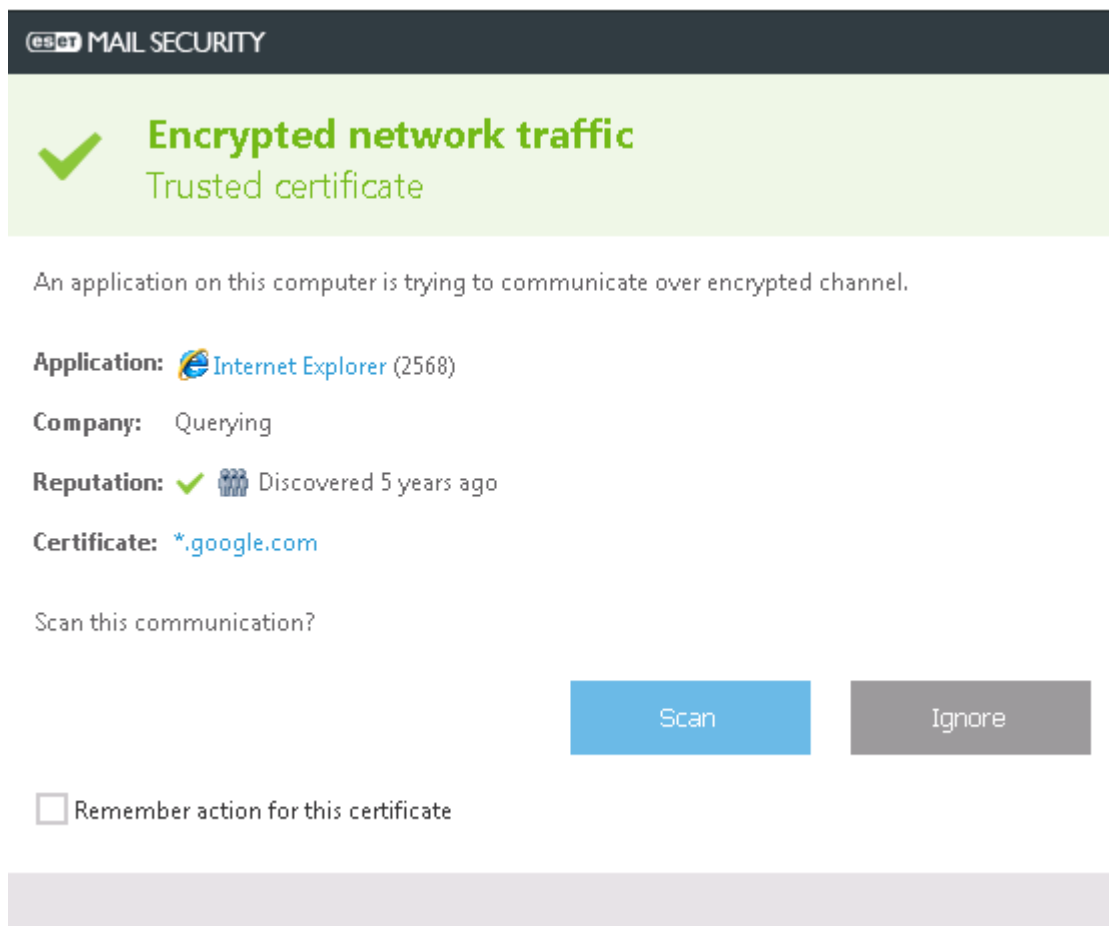 eset MAIL SECURITY
Encrypted network traffic
Trusted certificate
An application on this computer is trying to communicate over encrypted channel.
Application: Internet Explorer (2568)
Company: Querying
Reputation: Discovered 5 years ago
Certificate: *.google.com
Scan this communication?
Scan Ignore
Remember action for this certificate